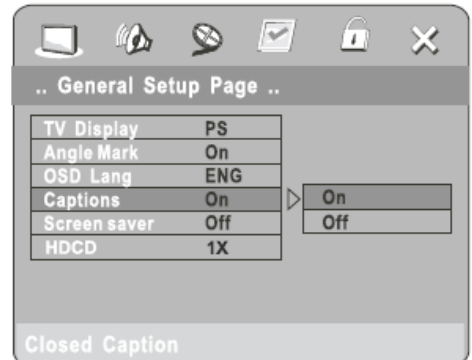 .. General Setup Page ..
TV Display PS
Angle Mark On
OSD Lang ENG
Captions On On
Screen saver Off Off
HDCD 1X
Closed Caption